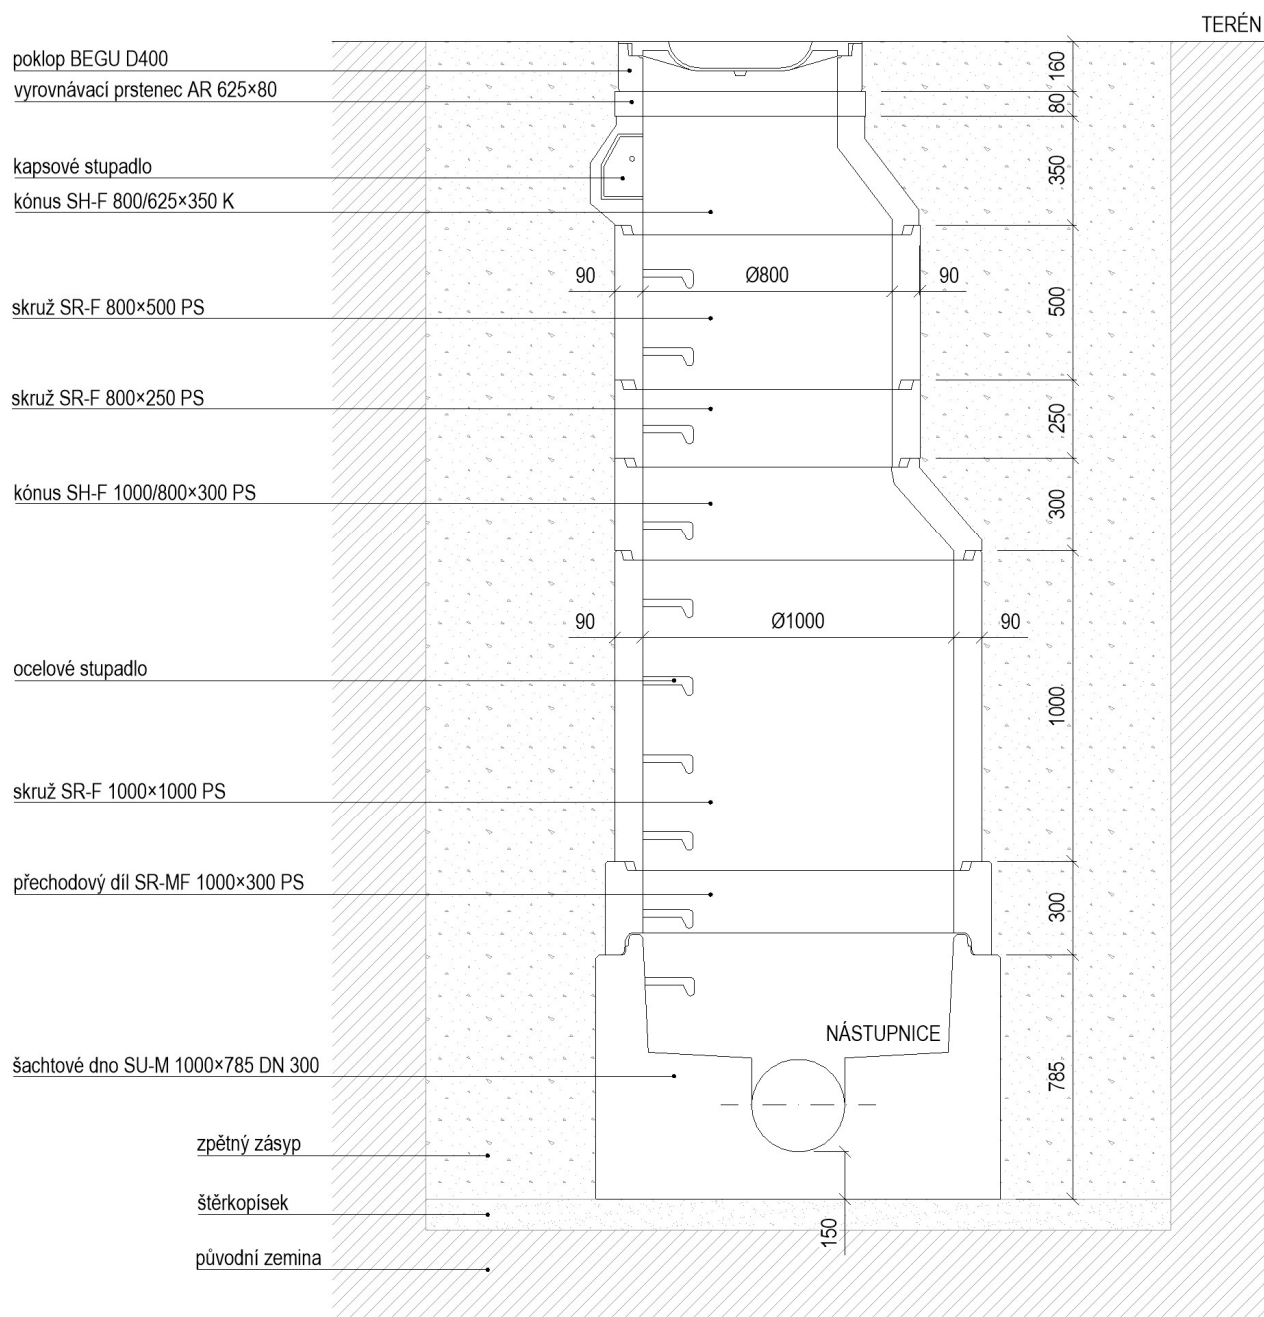 TERÉN
poklop BEGU D400
160
vyrovnávací prstenec AR 625×80
80
kapsové stupadlo
350
kónus SH-F 800/625×350 K
90
Ø800
90
skruž SR-F 800×500 PS
500
skruž SR-F 800×250 PS
250
kónus SH-F 1000/800×300 PS
300
90
Ø1000
90
ocelové stupadlo
1000
skruž SR-F 1000×1000 PS
přechodový díl SR-MF 1000×300 PS
300
NÁSTUPNICE
šachtové dno SU-M 1000×785 DN 300
785
zpětný zásyp
štěrkopísek
150
původní zemina